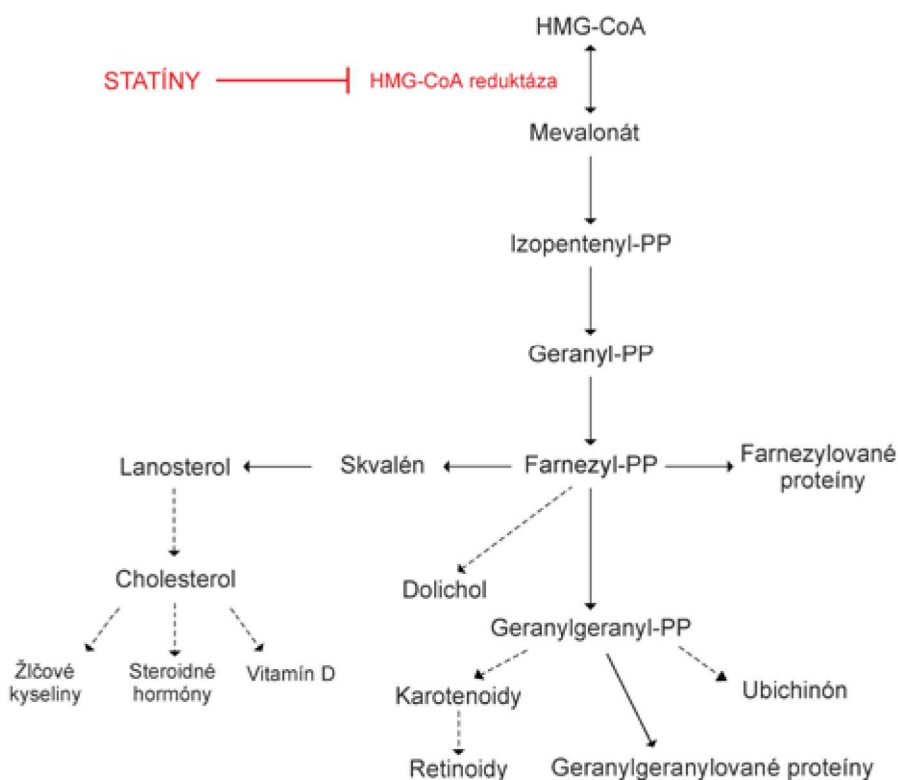 HMG-CoA
STATÍNY
HMG-CoA reduktáza
Mevalonát
Izopentenyl-PP
Geranyl-PP
Lanosterol
Skvalén
Farnezyl-PP
Farnezylované
proteíny
Cholesterol
Dolichol
Geranylgeranyl-PP
Žlčové
kyseliny
Steroidné
hormóny
Vitamín D
Karotenoidy
Ubichinón
Retinoidy
Geranylgeranylované proteíny